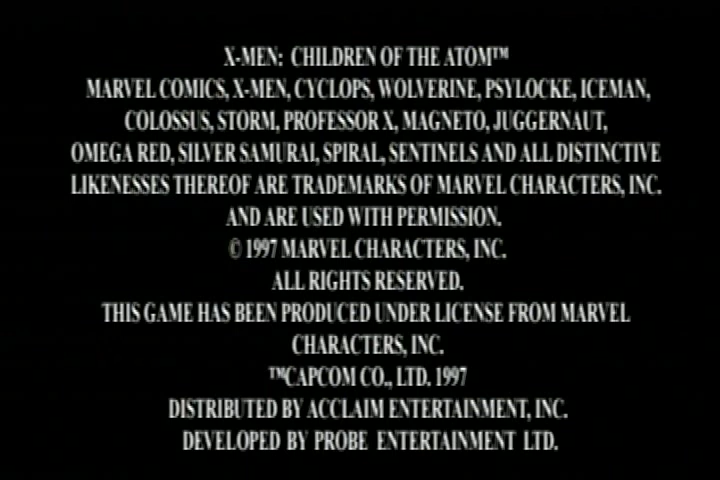 X-MEN: CHILDREN OF THE ATOM™
MARVEL COMICS, X-MEN, CYCLOPS, WOLVERINE, PSYLOCKE, ICEMAN,
COLOSSUS, STORM, PROFESSOR X, MAGNETO, JUGGERNAUT,
OMEGA RED, SILVER SAMURAI, SPIRAL, SENTINELS AND ALL DISTINCTIVE
LIKENESSES THEREOF ARE TRADEMARKS OF MARVEL CHARACTERS, INC.
AND ARE USED WITH PERMISSION.
© 1997 MARVEL CHARACTERS, INC.
ALL RIGHTS RESERVED.
THIS GAME HAS BEEN PRODUCED UNDER LICENSE FROM MARVEL
CHARACTERS, INC.
™CAPCOM CO., LTD. 1997
DISTRIBUTED BY ACCLAIM ENTERTAINMENT, INC.
DEVELOPED BY PROBE ENTERTAINMENT LTD.